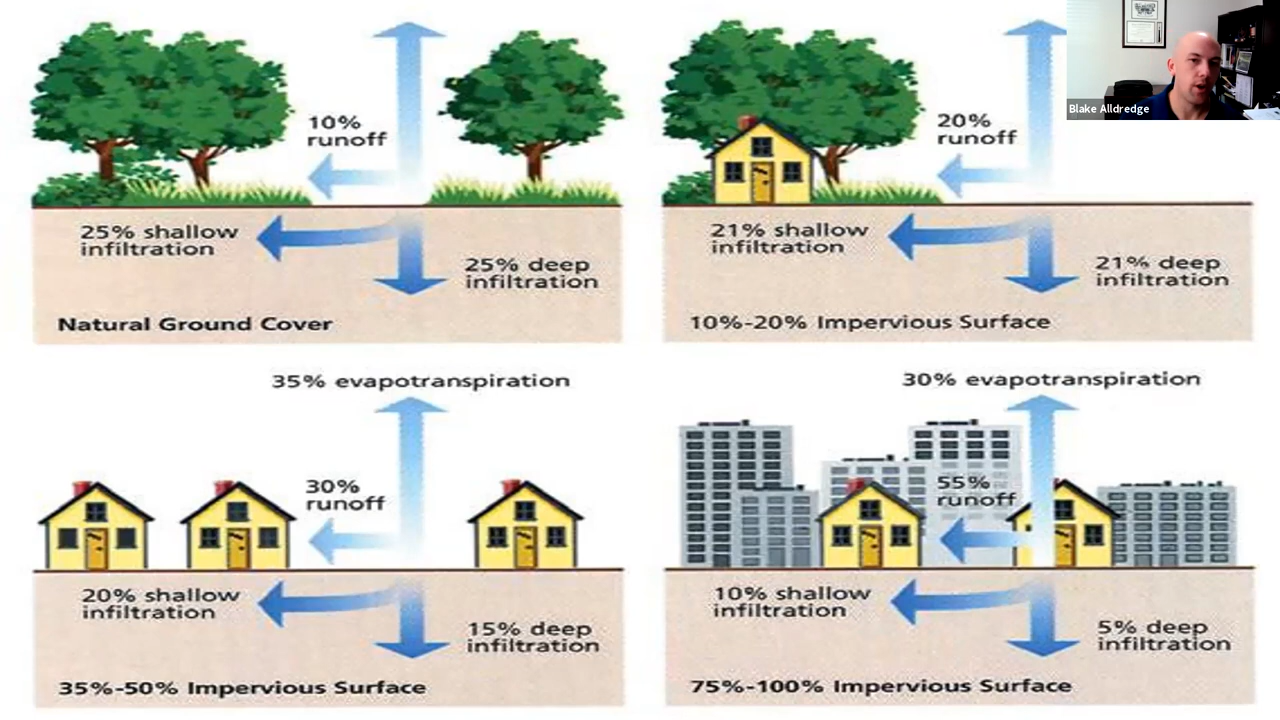 10%
runoff
25% shallow
infiltration
25% deep
infiltration
Natural Ground Cover
20%
runoff
21% shallow
infiltration
21% deep
infiltration
10%-20% Impervious Surface
Blake Alldredge
35% evapotranspiration
30%
runoff
20% shallow
infiltration
15% deep
infiltration
35%-50% Impervious Surface
30% evapotranspiration
55%
runoff
10% shallow
infiltration
5% deep
infiltration
75%-100% Impervious Surface